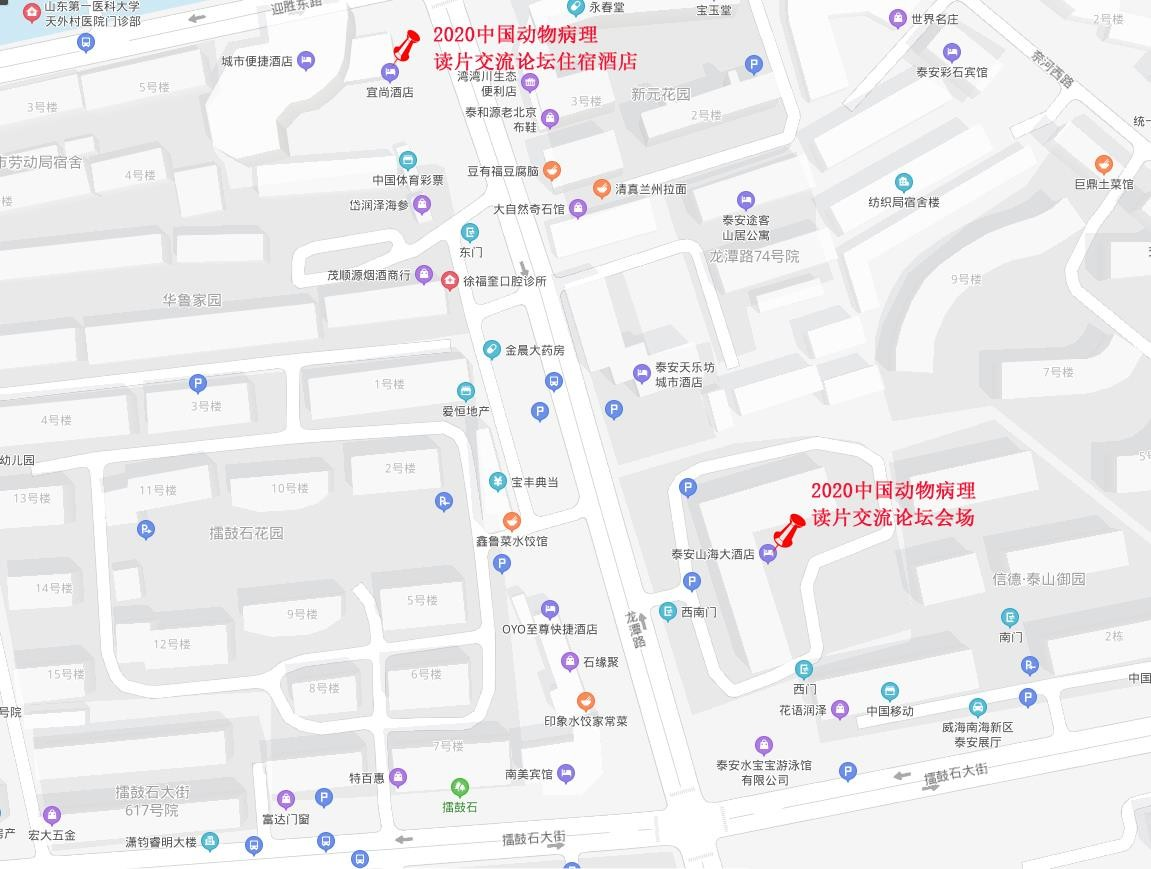 山东第一医科大学
天外村医院门诊部
迎胜东路
永春堂
宝玉堂
世界名庄
2号楼
2020中国动物病理
读片交流论坛住宿酒店
城市便捷酒店
宜尚酒店
湾湾川生态
便利店
泰安彩石宾馆
奈河西路
5号楼
3号楼
3号楼
新元花园
2号楼
泰和源老北京
布鞋
统一
市劳动局宿舍
4号楼
中国体育彩票
豆有福豆腐脑
清真兰州拉面
巨鼎土菜馆
纺织局宿舍楼
岱润泽海参
大自然奇石馆
泰安途客
山居公寓
龙潭路74号院
楼
东门
茂顺源烟酒商行
徐福奎口腔诊所
9号楼
华鲁家园
金晨大药房
泰安天乐坊
城市酒店
7号楼
1号楼
3号楼
4号楼
爱恒地产
幼儿园
2号楼
11号楼
10号楼
13号楼
宝丰典当
5号
2020中国动物病理
读片交流论坛会场
擂鼓石花园
鑫鲁菜水饺馆
泰安山海大酒店
信德·泰山御园
14号楼
9号楼
5号楼
OYO至尊快捷酒店
龙潭路
西南门
南门
2栋
12号楼
石缘聚
15号楼
8号楼
6号楼
西门
中国
号院
印象水饺家常菜
花语润泽
中国移动
威海南海新区
泰安展厅
7号楼
特百惠
南美宾馆
泰安水宝宝游泳馆
有限公司
擂鼓石大街
擂鼓石大街
617号院
擂鼓石
富达门窗
房产
宏大五金
潇钧睿明大楼
擂鼓石大街